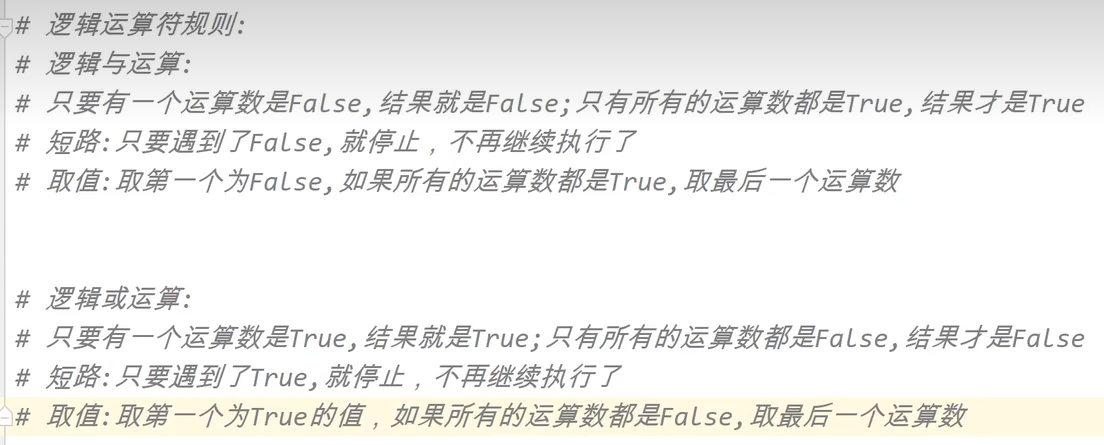 # 逻辑运算符规则:
# 逻辑与运算:
# 只要有一个运算数是False,结果就是False;只有所有的运算数都是True,结果才是True
# 短路:只要遇到了False,就停止，不再继续执行了
# 取值:取第一个为False,如果所有的运算数都是True,取最后一个运算数
# 逻辑或运算:
# 只要有一个运算数是True,结果就是True;只有所有的运算数都是False,结果才是False
# 短路:只要遇到了True,就停止，不再继续执行了
# 取值:取第一个为True的值，如果所有的运算数都是False,取最后一个运算数